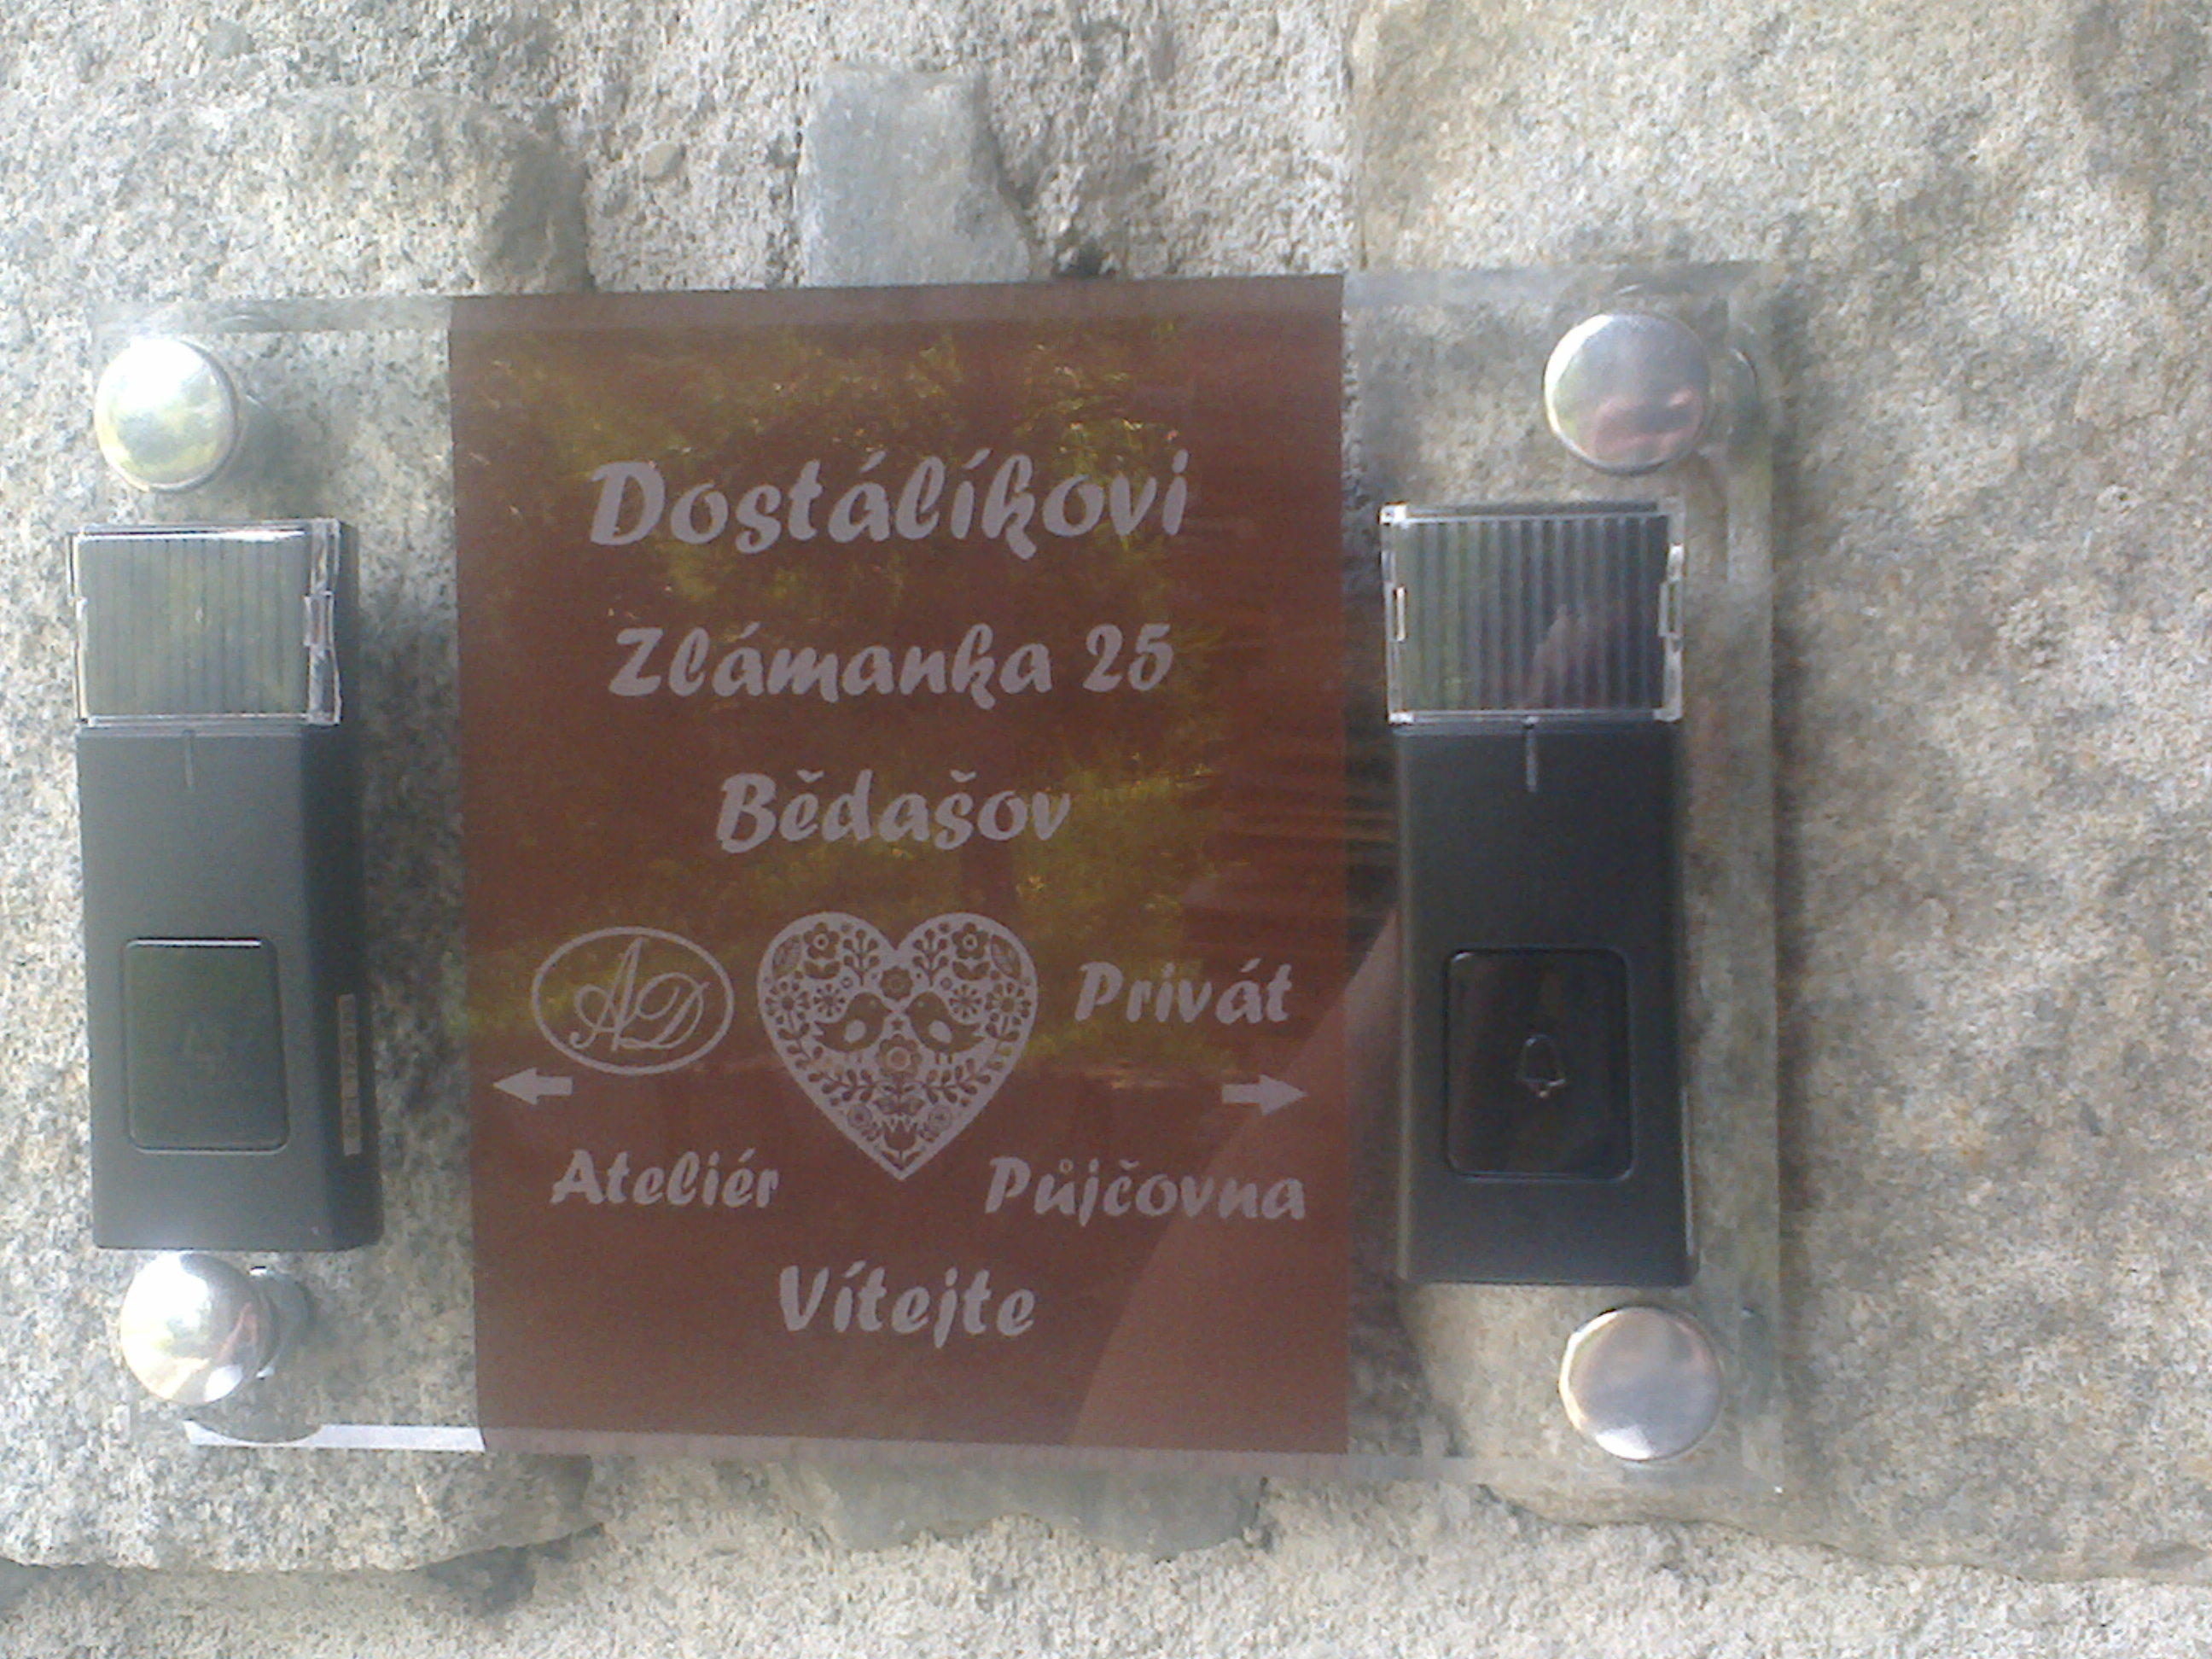 Dostálíkovi
Zlámanka 25
Bědašov
AD
Privát
Ateliér
Půjčovna
Vítejte